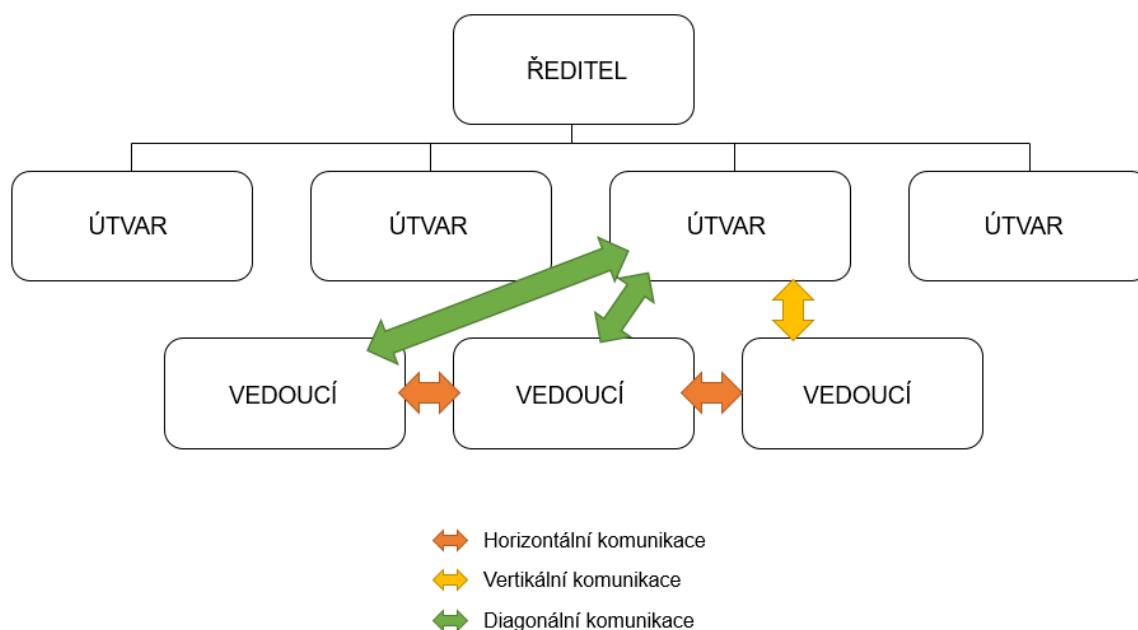 ŘEDITEL
ÚTVAR
ÚTVAR
ÚTVAR
ÚTVAR
VEDOUCÍ
VEDOUCÍ
VEDOUCÍ
Horizontální komunikace
Vertikální komunikace
Diagonální komunikace